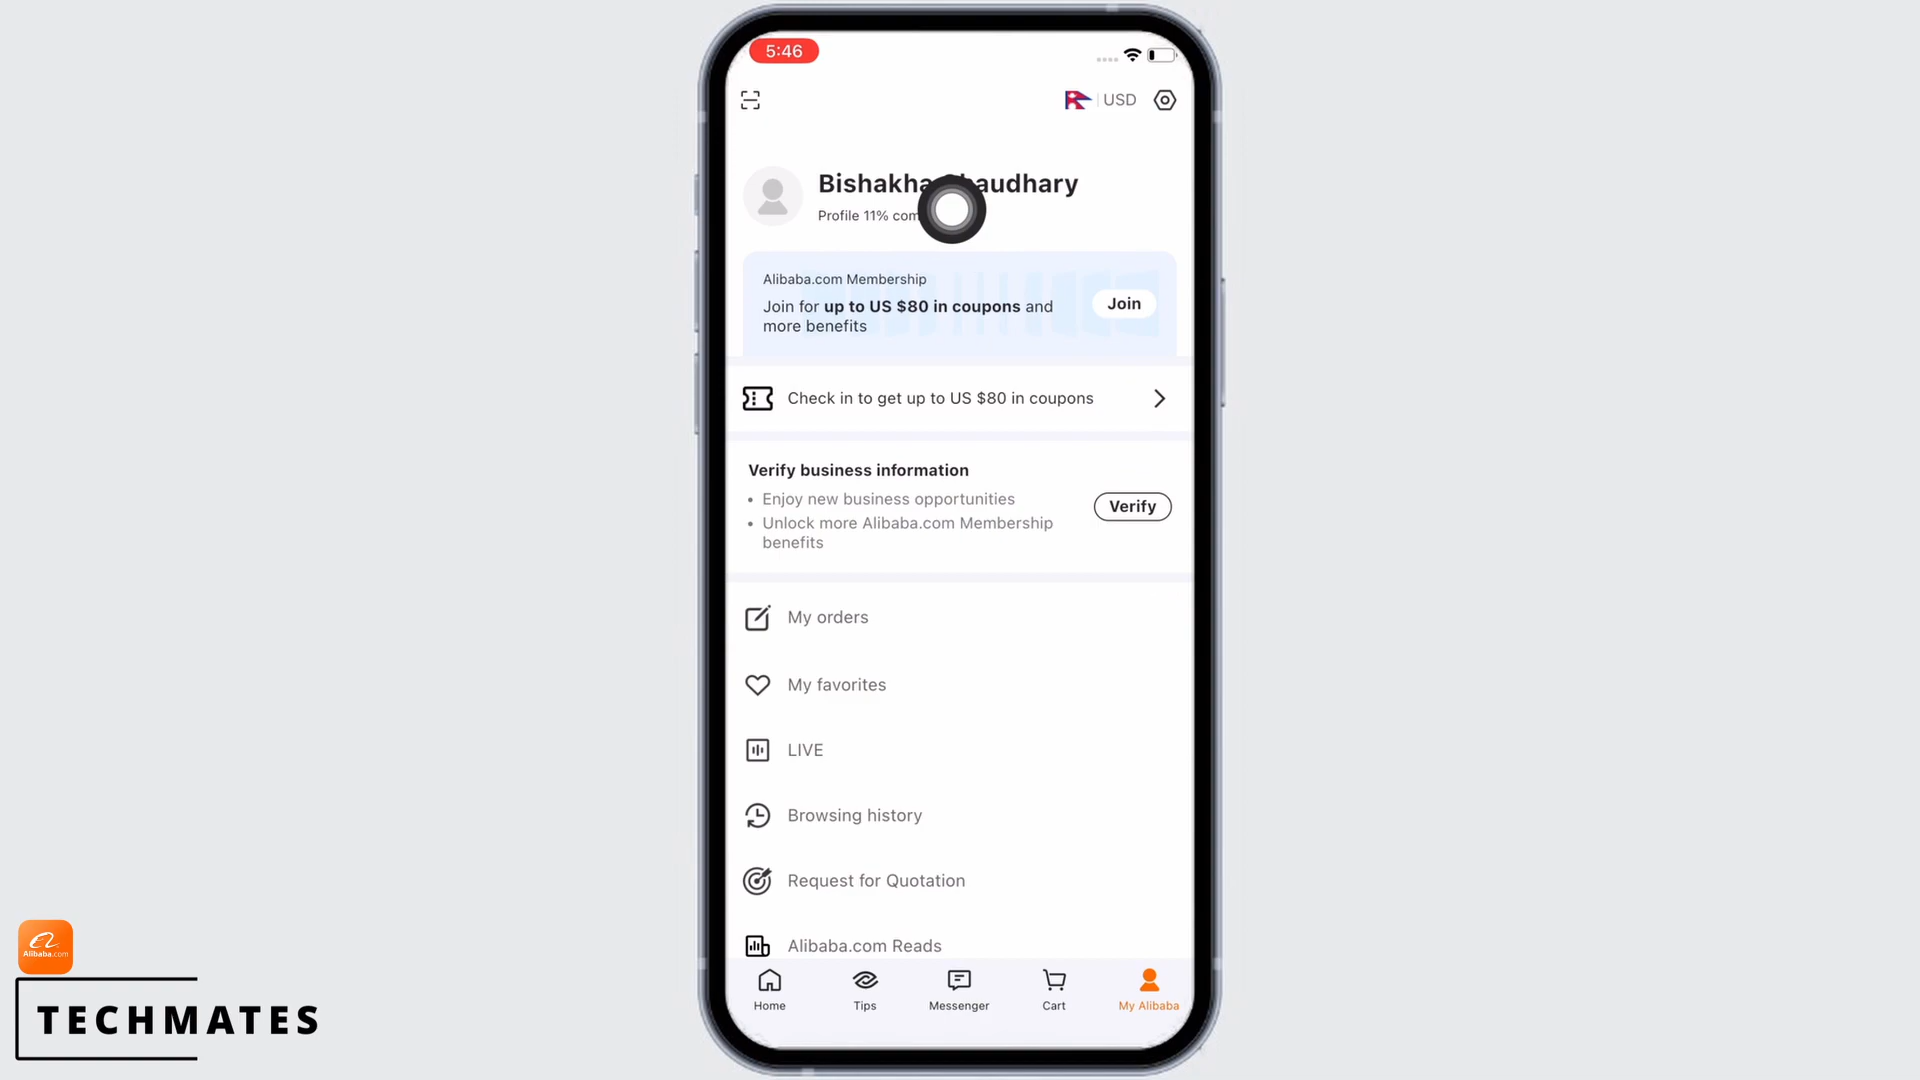 5:46
USD
Bishakha Chaudhary
Profile 11%
Alibaba.com Membership
Join for up to US $80 in coupons and
more benefits
Join
Check in to get up to US $80 in coupons
Verify business information
• Enjoy new business opportunities
• Unlock more Alibaba.com Membership
benefits
Verify
My orders
My favorites
LIVE
Browsing history
Request for Quotation
Alibaba.com Reads
Home
Tips
Messenger
Cart
My Alibaba
Alibaba.com
TECHMATES